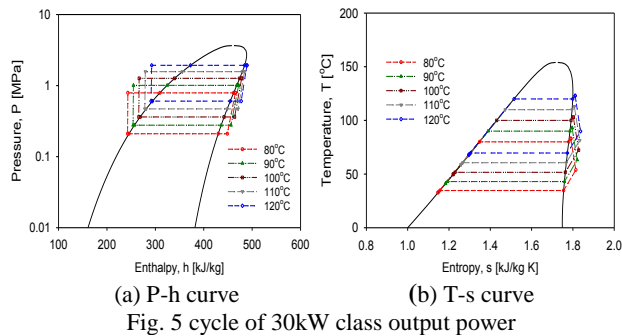 Pressure, P [MPa]
10
1
0.1
0.01
100 200 300 400 500 600
Enthalpy, h [kJ/kg]
80°C
90°C
100°C
110°C
120°C
(a) P-h curve
Temperature, T [°C]
200
150
100
50
0
0.8 1.0 1.2 1.4 1.6 1.8 2.0
Entropy, s [kJ/kg K]
80°C
90°C
100°C
110°C
120°C
(b) T-s curve
Fig. 5 cycle of 30kW class output power